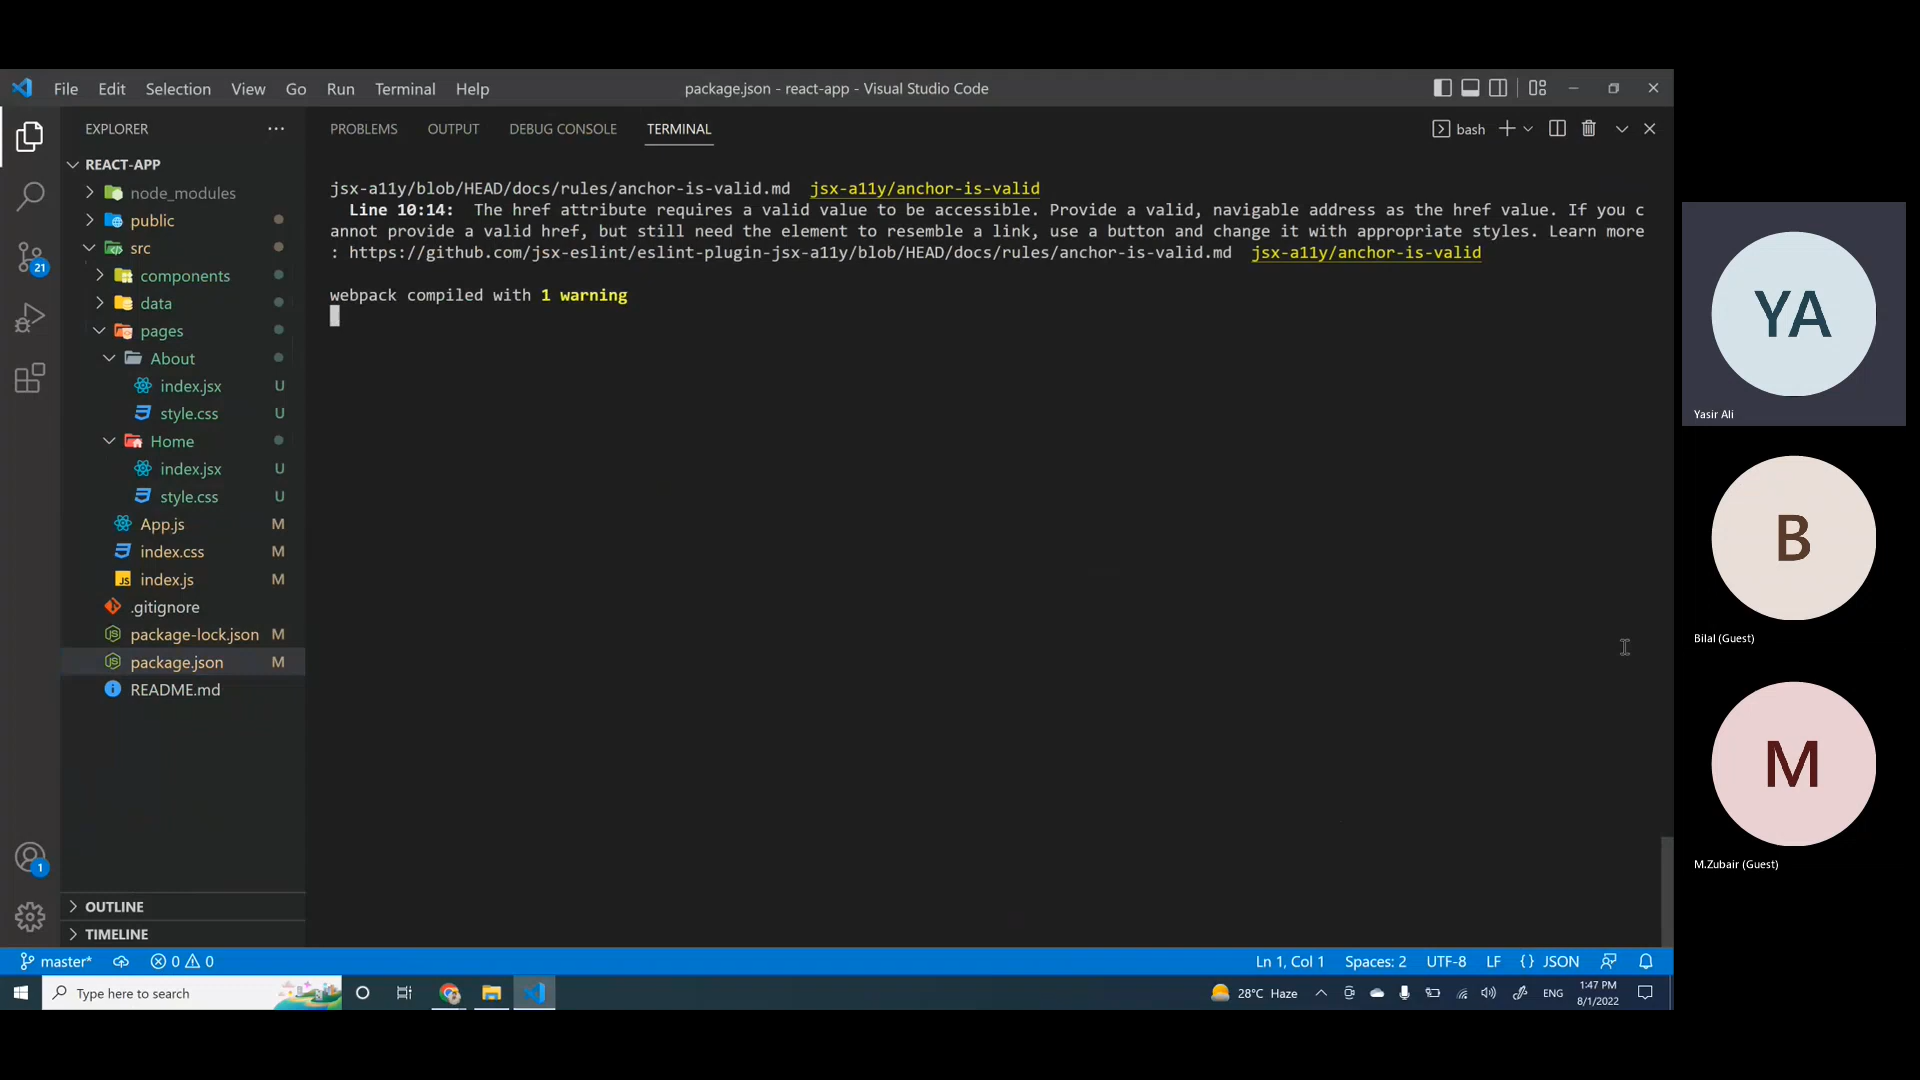 File Edit Selection View Go Run Terminal Help
package.json - react-app - Visual Studio Code
EXPLORER
PROBLEMS OUTPUT DEBUG CONSOLE TERMINAL
bash
REACT-APP
node_modules
public
src
components
data
pages
About
index.jsx U
style.css U
Home
index.jsx U
style.css U
App.js M
index.css M
JS index.js M
.gitignore
package-lock.json M
package.json M
README.md
OUTLINE
TIMELINE
21
1
jsx-a11y/blob/HEAD/docs/rules/anchor-is-valid.md jsx-a11y/anchor-is-valid
Line 10:14: The href attribute requires a valid value to be accessible. Provide a valid, navigable address as the href value. If you c
annot provide a valid href, but still need the element to resemble a link, use a button and change it with appropriate styles. Learn more
: https://github.com/jsx-eslint/eslint-plugin-jsx-a11y/blob/HEAD/docs/rules/anchor-is-valid.md jsx-a11y/anchor-is-valid
webpack compiled with 1 warning
master* 0 0
Ln 1, Col 1 Spaces: 2 UTF-8 LF {} JSON
Type here to search
28°C Haze
ENG
1:47 PM
8/1/2022
YA
Yasir Ali
B
Bilal (Guest)
M
M.Zubair (Guest)